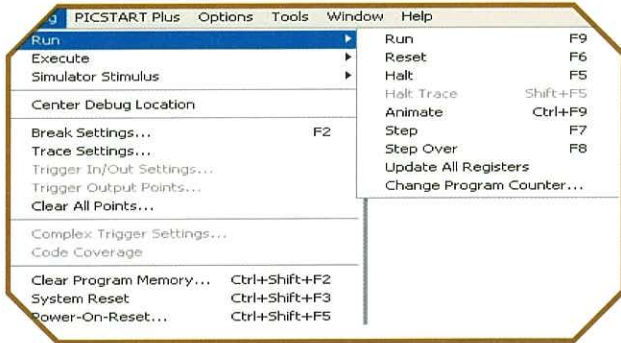 g PICSTART Plus Options Tools Window Help
Run
Execute
Simulator Stimulus
Center Debug Location
Break Settings... F2
Trace Settings...
Trigger In/Out Settings...
Trigger Output Points...
Clear All Points...
Complex Trigger Settings...
Code Coverage
Clear Program Memory... Ctrl+Shift+F2
System Reset Ctrl+Shift+F3
Power-On-Reset... Ctrl+Shift+F5
Run F9
Reset F6
Halt F5
Halt Trace Shift+F5
Animate Ctrl+F9
Step F7
Step Over F8
Update All Registers
Change Program Counter...